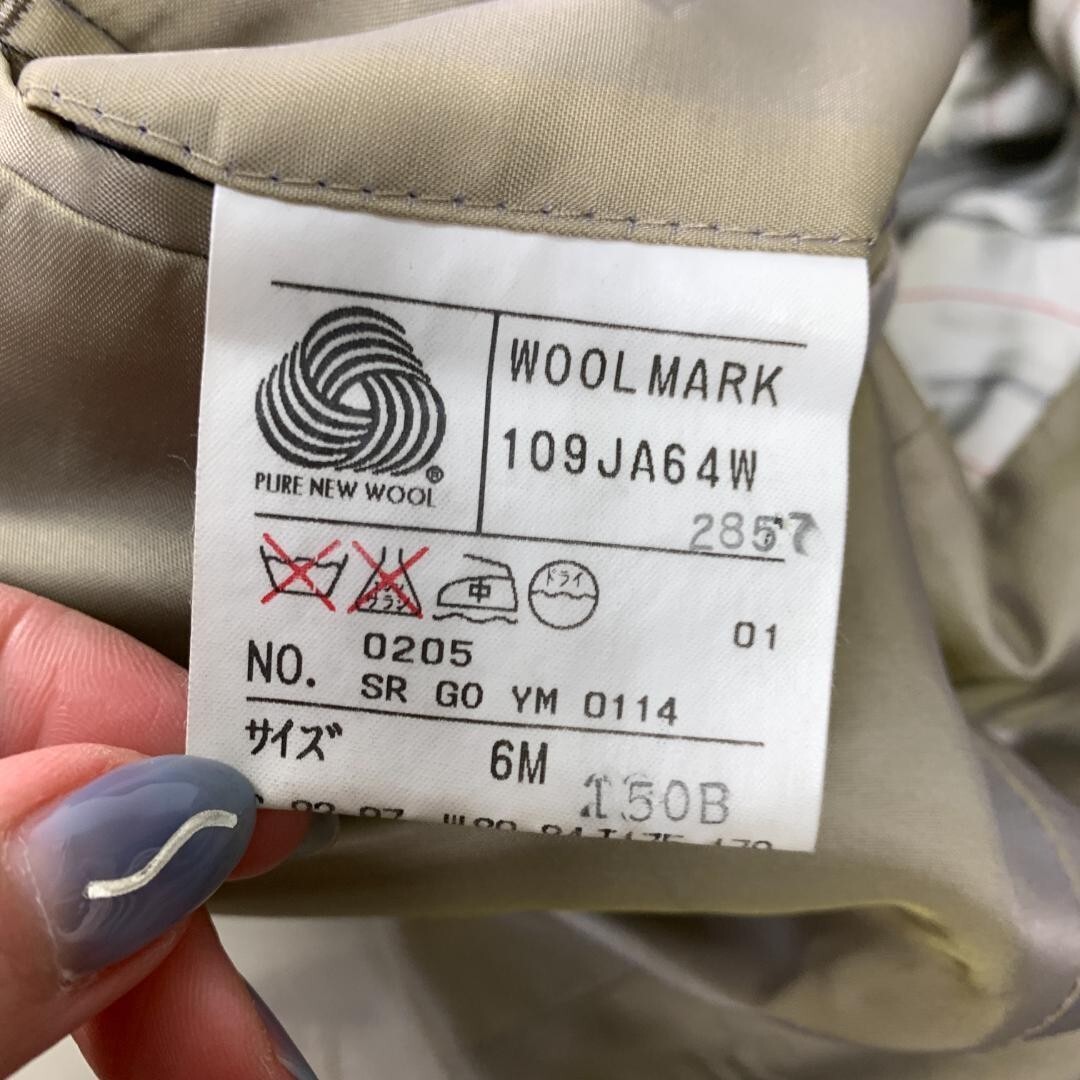 WOOLMARK
109JA64W
PURE NEW WOOL ®
2857
中 ドライ
01
NO. 0205
SR GO YM 0114
サイズ 6M 150B